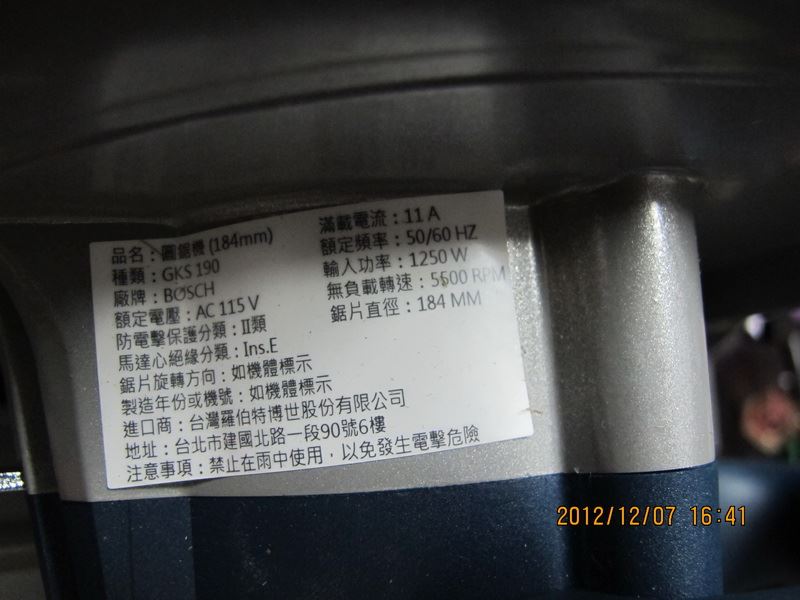 品名：圓鋸機 (184mm)
種類：GKS 190
廠牌：BOSCH
額定電壓：AC 115 V
防電擊保護分類：II類
馬達心絕緣分類：Ins.E
鋸片旋轉方向：如機體標示
製造年份或機號：如機體標示
進口商：台灣羅伯特博世股份有限公司
地址：台北市建國北路一段90號6樓
注意事項：禁止在雨中使用，以免發生電擊危險
滿載電流：11 A
額定頻率：50/60 HZ
輸入功率：1250 W
無負載轉速：5500 RPM
鋸片直徑：184 MM
2012/12/07 16:41